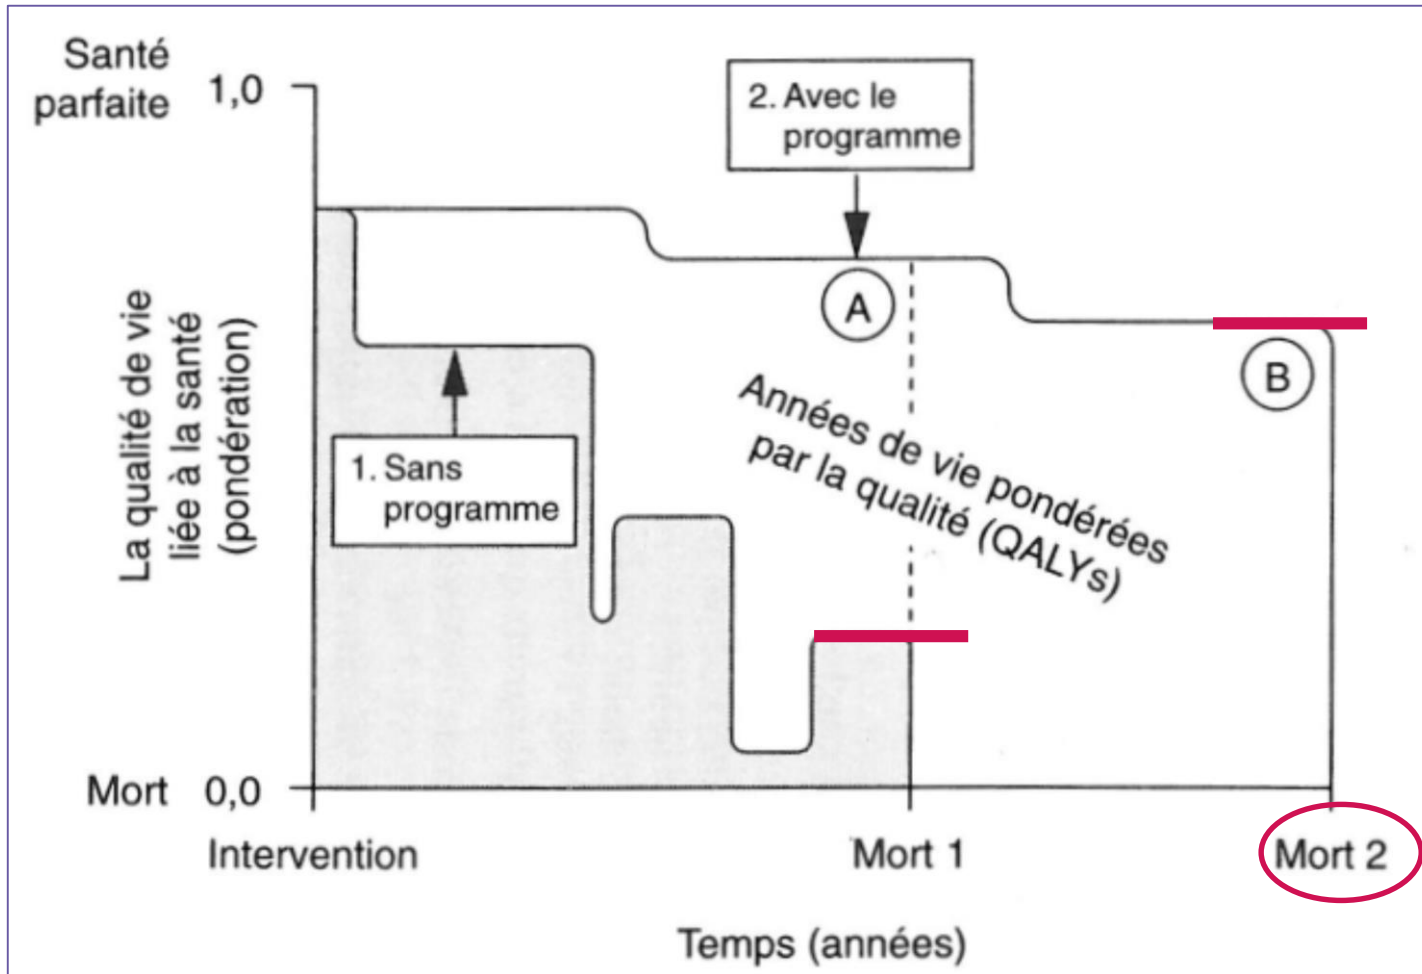 Santé
parfaite
1,0
2. Avec le
programme
A
B
La qualité de vie
liée à la santé
(pondération)
Années de vie pondérées
par la qualité (QALYs)
1. Sans
programme
Mort
0,0
Intervention
Mort 1
Mort 2
Temps (années)